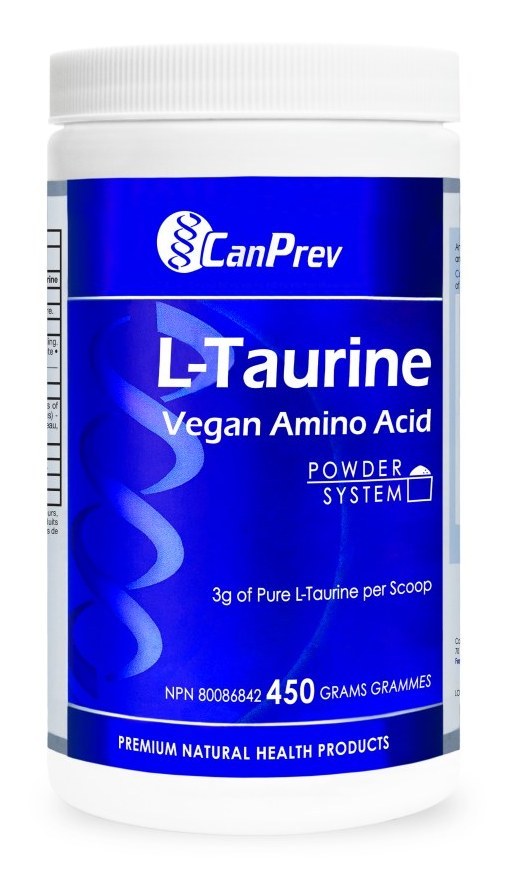 CanPrev
L-Taurine
Vegan Amino Acid
POWDER
SYSTEM
3g of Pure L-Taurine per Scoop
NPN 80086842 450 GRAMS GRAMMES
PREMIUM NATURAL HEALTH PRODUCTS